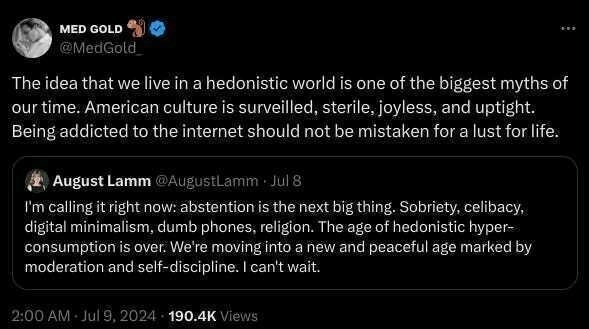 MED GOLD
@MedGold_
The idea that we live in a hedonistic world is one of the biggest myths of
our time. American culture is surveilled, sterile, joyless, and uptight.
Being addicted to the internet should not be mistaken for a lust for life.
August Lamm @AugustLamm · Jul 8
I'm calling it right now: abstention is the next big thing. Sobriety, celibacy,
digital minimalism, dumb phones, religion. The age of hedonistic hyper-
consumption is over. We're moving into a new and peaceful age marked by
moderation and self-discipline. I can't wait.
2:00 AM · Jul 9, 2024 · 190.4K Views